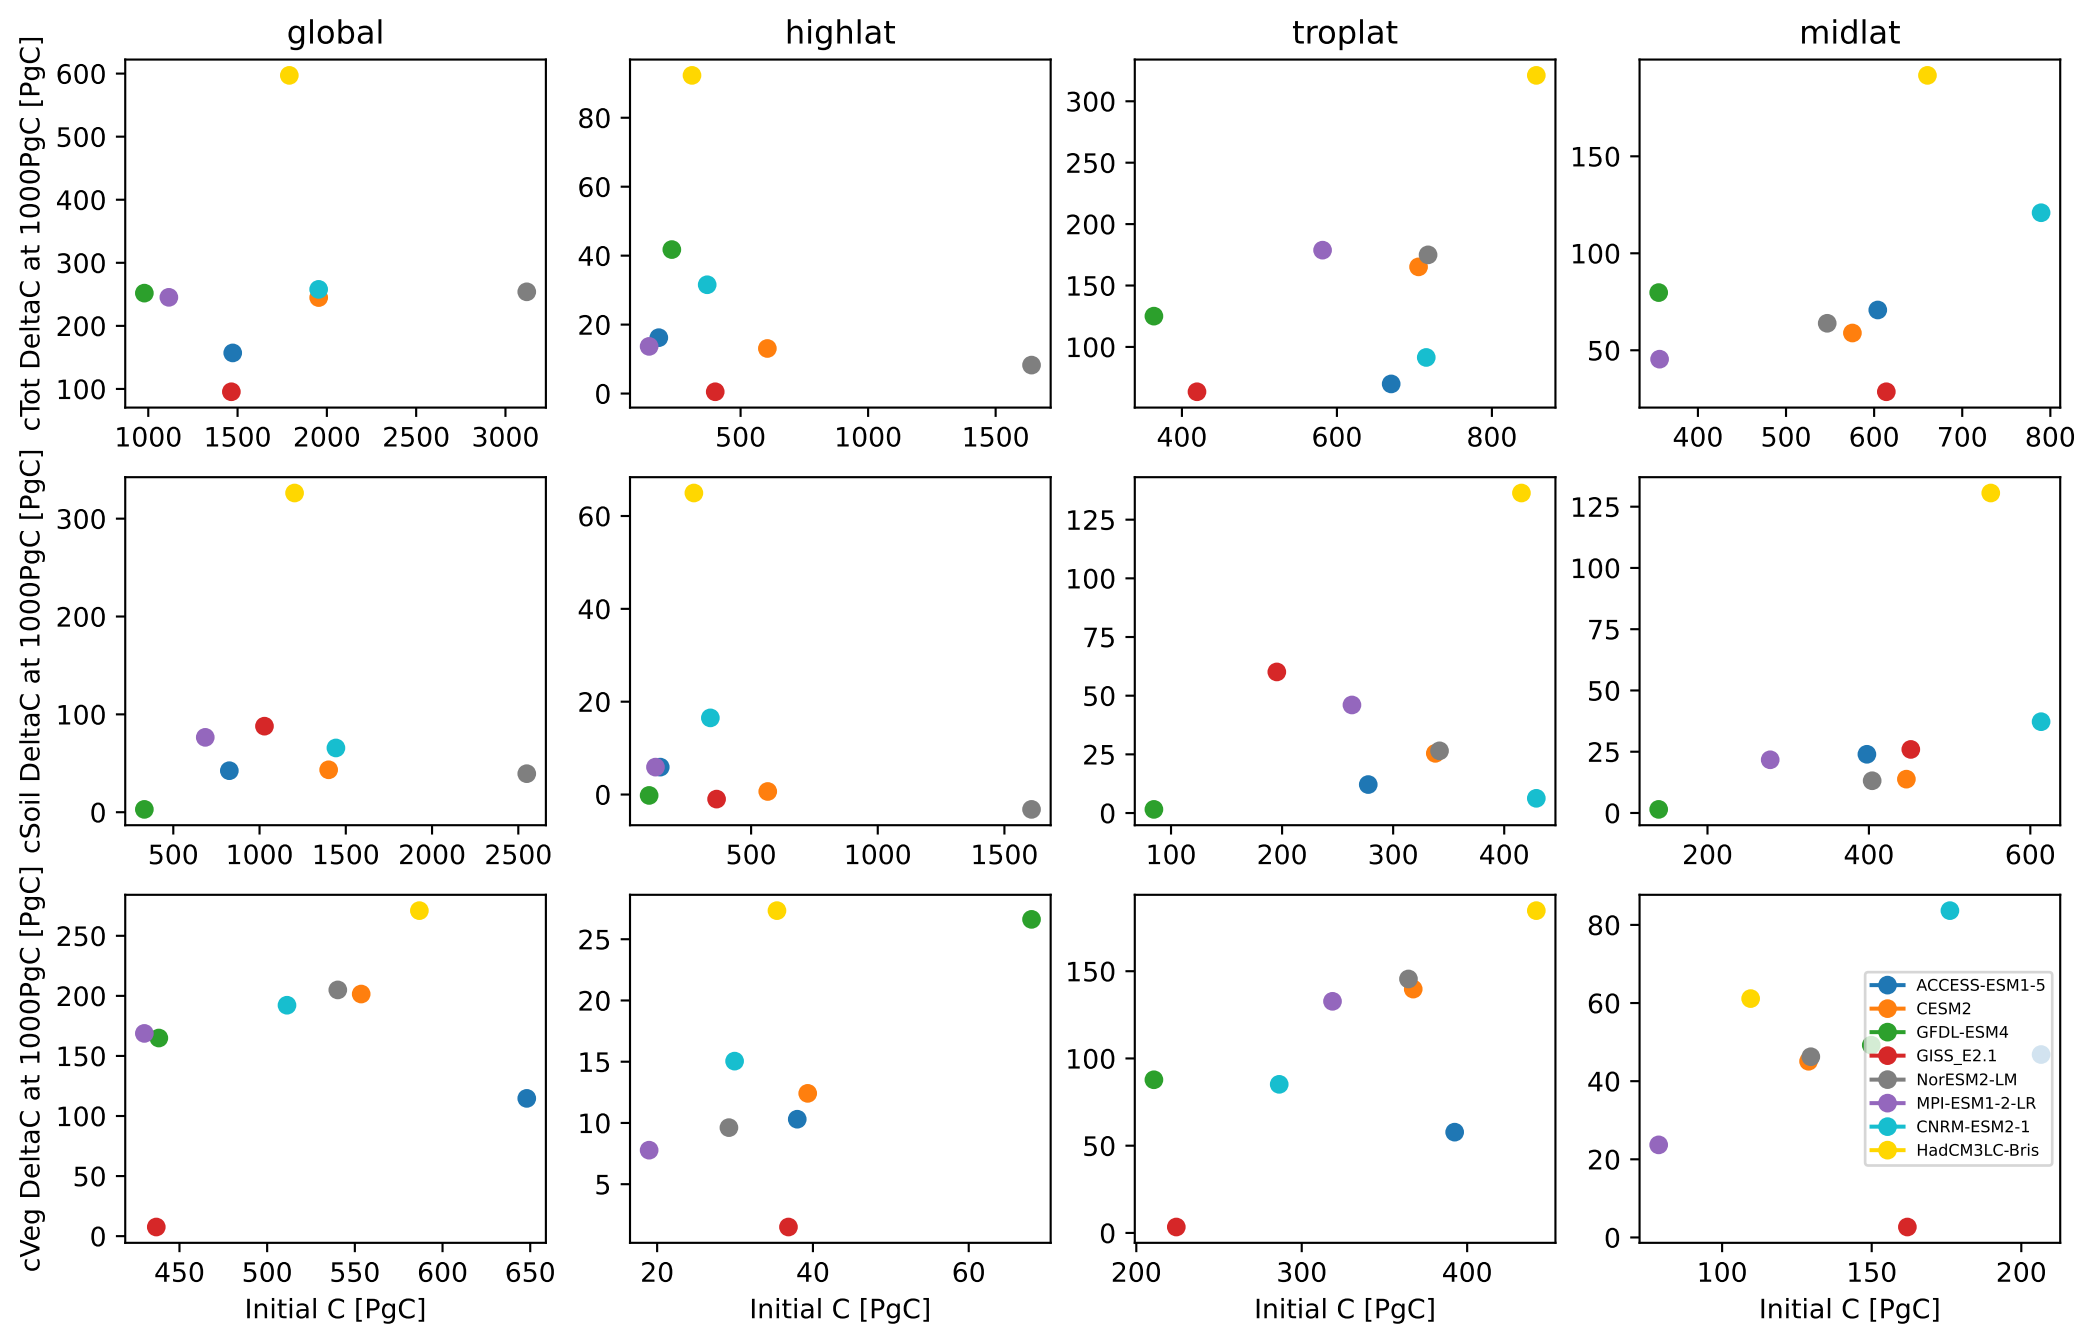 global highlat troplat midlat
cTot DeltaC at 1000PgC [PgC]
600 500 400 300 200 100
1000 1500 2000 2500 3000
80 60 40 20 0
500 1000 1500
300 250 200 150 100
400 600 800
150 100 50
400 500 600 700 800
cSoil DeltaC at 1000PgC [PgC]
300 200 100 0
500 1000 1500 2000 2500
60 40 20 0
500 1000 1500
125 100 75 50 25 0
100 200 300 400
125 100 75 50 25 0
200 400 600
cVeg DeltaC at 1000PgC [PgC]
250 200 150 100 50 0
450 500 550 600 650
Initial C [PgC]
25 20 15 10 5
20 40 60
Initial C [PgC]
150 100 50 0
200 300 400
Initial C [PgC]
80 60 40 20 0
100 150 200
Initial C [PgC]
ACCESS-ESM1-5
CESM2
GFDL-ESM4
GISS_E2.1
NorESM2-LM
MPI-ESM1-2-LR
CNRM-ESM2-1
HadCM3LC-Bris